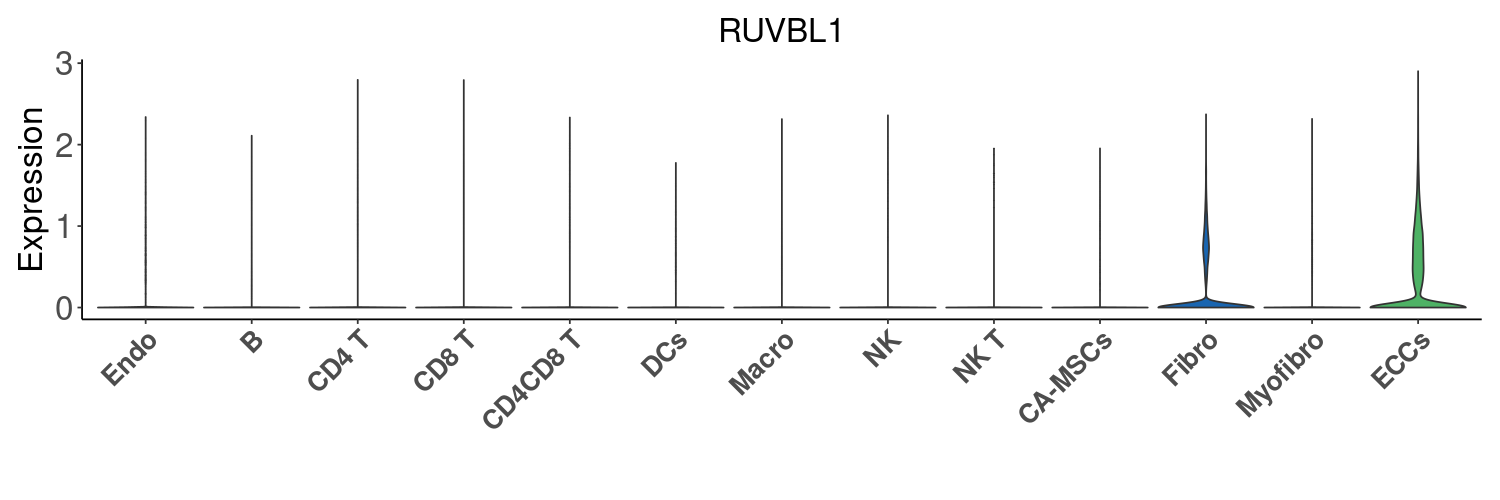 RUVBL1
Expression
3
2
1
0
Endo
B
CD4 T
CD8 T
CD4CD8 T
DCs
Macro
NK
NK T
CA-MSCs
Fibro
Myofibro
ECCs